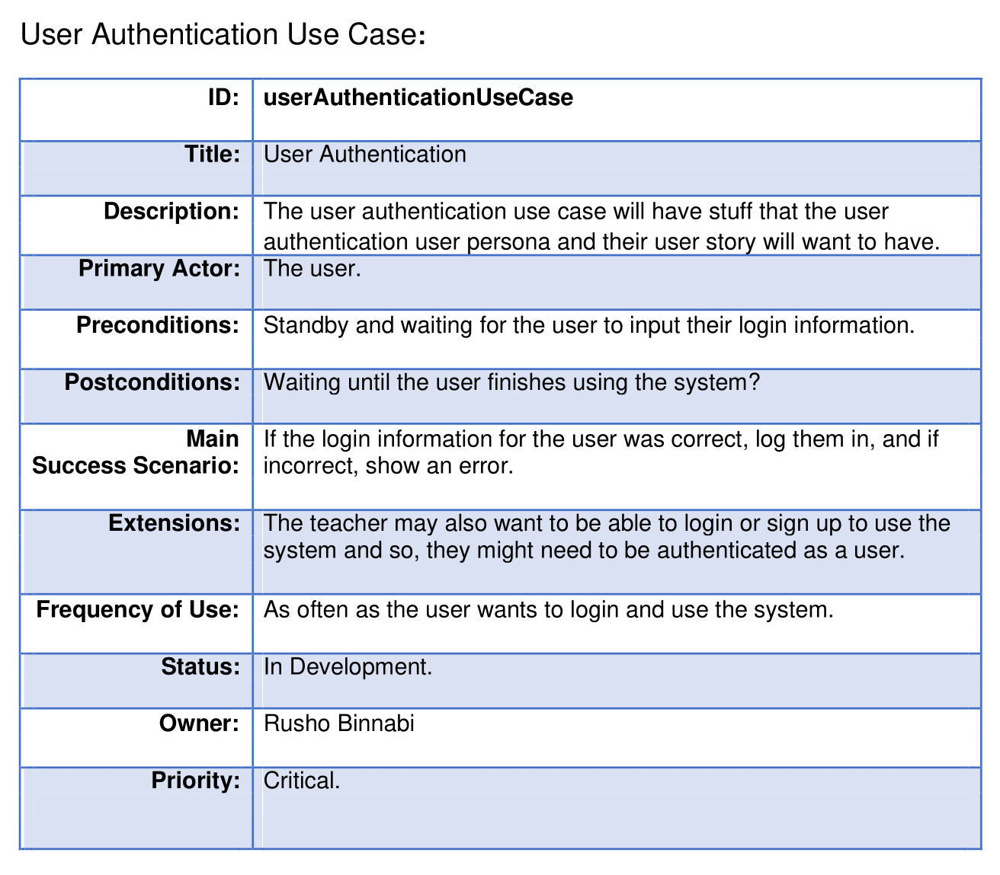 User Authentication Use Case:
ID: userAuthenticationUseCase
Title: User Authentication
Description: The user authentication use case will have stuff that the user
authentication user persona and their user story will want to have.
Primary Actor: The user.
Preconditions: Standby and waiting for the user to input their login information.
Postconditions: Waiting until the user finishes using the system?
Main If the login information for the user was correct, log them in, and if
Success Scenario: incorrect, show an error.
Extensions: The teacher may also want to be able to login or sign up to use the
system and so, they might need to be authenticated as a user.
Frequency of Use: As often as the user wants to login and use the system.
Status: In Development.
Owner: Rusho Binnabi
Priority: Critical.